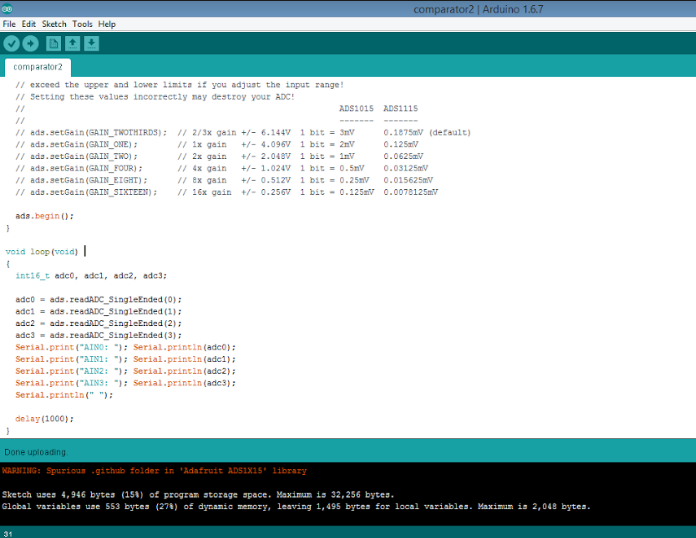 comparator2 | Arduino 1.6.7
File Edit Sketch Tools Help
comparator2
// exceed the upper and lower limits if you adjust the input range!
// Setting these values incorrectly may destroy your ADC!
// ADS1015 ADS1115
// ------- -------
// ads.setGain(GAIN_TWOTHIRDS); // 2/3x gain +/- 6.144V 1 bit = 3mV 0.1875mV (default)
// ads.setGain(GAIN_ONE); // 1x gain +/- 4.096V 1 bit = 2mV 0.125mV
// ads.setGain(GAIN_TWO); // 2x gain +/- 2.048V 1 bit = 1mV 0.0625mV
// ads.setGain(GAIN_FOUR); // 4x gain +/- 1.024V 1 bit = 0.5mV 0.03125mV
// ads.setGain(GAIN_EIGHT); // 8x gain +/- 0.512V 1 bit = 0.25mV 0.015625mV
// ads.setGain(GAIN_SIXTEEN); // 16x gain +/- 0.256V 1 bit = 0.125mV 0.0078125mV
ads.begin();
}
void loop(void)
{
int16_t adc0, adc1, adc2, adc3;
adc0 = ads.readADC_SingleEnded(0);
adc1 = ads.readADC_SingleEnded(1);
adc2 = ads.readADC_SingleEnded(2);
adc3 = ads.readADC_SingleEnded(3);
Serial.print("AIN0: "); Serial.println(adc0);
Serial.print("AIN1: "); Serial.println(adc1);
Serial.print("AIN2: "); Serial.println(adc2);
Serial.print("AIN3: "); Serial.println(adc3);
Serial.println(" ");
delay(1000);
}
Done uploading.
WARNING: Spurious .github folder in 'Adafruit ADS1X15' library
Sketch uses 4,946 bytes (15%) of program storage space. Maximum is 32,256 bytes.
Global variables use 553 bytes (27%) of dynamic memory, leaving 1,495 bytes for local variables. Maximum is 2,048 bytes.
31